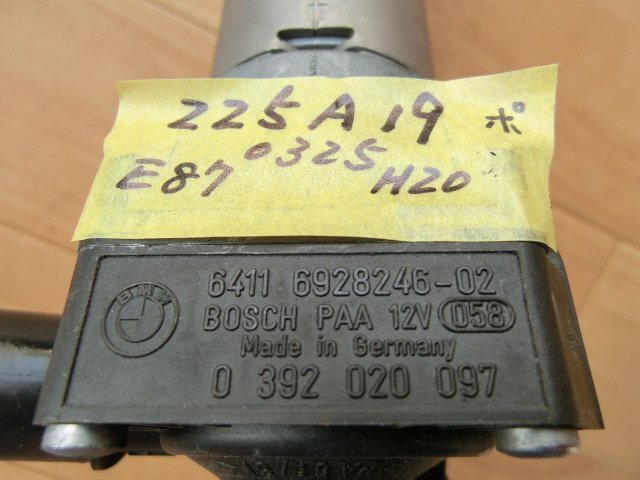 225A19 ポ
0325
E87 H20
BMW
6411 6928246-02
BOSCH PAA 12V 058
Made in Germany
0 392 020 097